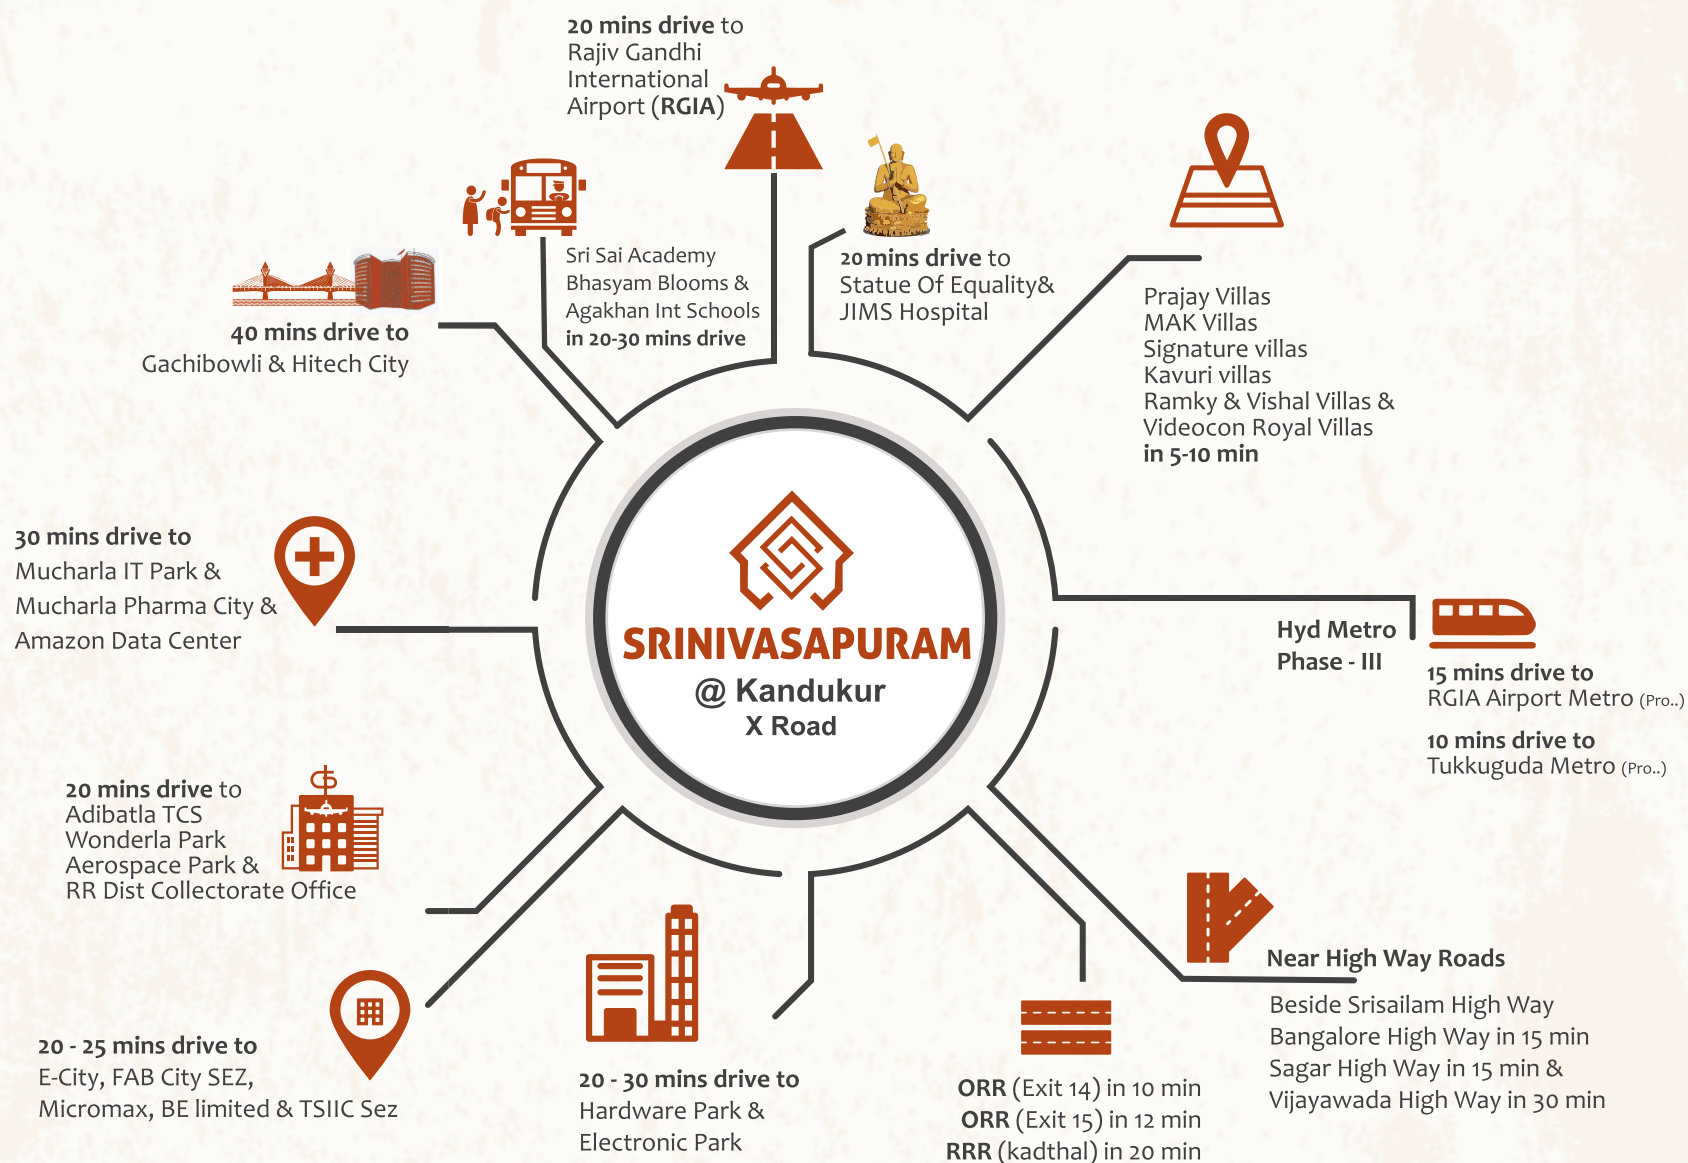 20 mins drive to
Rajiv Gandhi
International
Airport (RGIA)
Sri Sai Academy
Bhasyam Blooms &
Agakhan Int Schools
in 20-30 mins drive
20 mins drive to
Statue Of Equality&
JIMS Hospital
Prajay Villas
MAK Villas
Signature villas
Kavuri villas
Ramky & Vishal Villas &
Videocon Royal Villas
in 5-10 min
40 mins drive to
Gachibowli & Hitech City
30 mins drive to
Mucharla IT Park &
Mucharla Pharma City &
Amazon Data Center
SRINIVASAPURAM
@ Kandukur
X Road
Hyd Metro
Phase - III
15 mins drive to
RGIA Airport Metro (Pro..)
10 mins drive to
Tukkuguda Metro (Pro..)
20 mins drive to
Adibatla TCS
Wonderla Park
Aerospace Park &
RR Dist Collectorate Office
20 - 25 mins drive to
E-City, FAB City SEZ,
Micromax, BE limited & TSIIC Sez
20 - 30 mins drive to
Hardware Park &
Electronic Park
ORR (Exit 14) in 10 min
ORR (Exit 15) in 12 min
RRR (kadthal) in 20 min
Near High Way Roads
Beside Srisailam High Way
Bangalore High Way in 15 min
Sagar High Way in 15 min &
Vijayawada High Way in 30 min